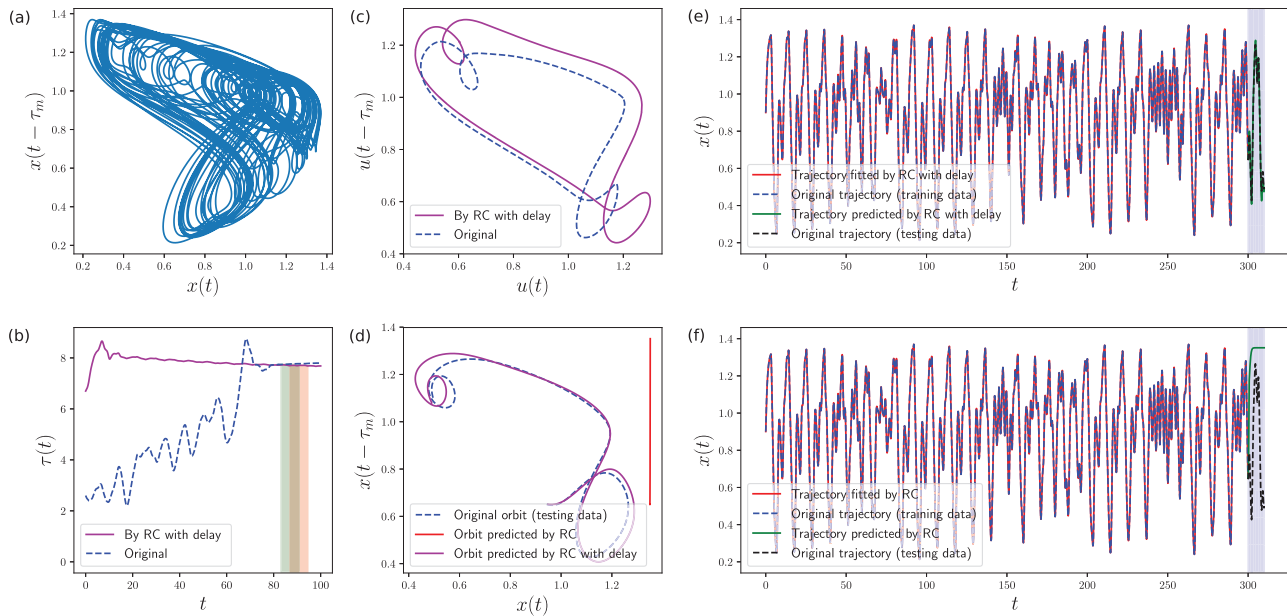 (a)
1.4
1.2
1.0
0.8
0.6
0.4
0.2
x(t − τm)
0.2 0.4 0.6 0.8 1.0 1.2 1.4
x(t)
(c)
1.4
1.2
1.0
0.8
0.6
0.4
u(t − τm)
By RC with delay
Original
0.4 0.6 0.8 1.0 1.2
u(t)
(e)
1.4
1.2
1.0
0.8
0.6
0.4
0.2
x(t)
Trajectory fitted by RC with delay
Original trajectory (training data)
Trajectory predicted by RC with delay
Original trajectory (testing data)
0 50 100 150 200 250 300
t
(b)
8
6
4
2
0
τ(t)
By RC with delay
Original
0 20 40 60 80 100
t
(d)
1.4
1.2
1.0
0.8
0.6
0.4
x(t − τm)
Original orbit (testing data)
Orbit predicted by RC
Orbit predicted by RC with delay
0.4 0.6 0.8 1.0 1.2
x(t)
(f)
1.4
1.2
1.0
0.8
0.6
0.4
0.2
x(t)
Trajectory fitted by RC
Original trajectory (training data)
Trajectory predicted by RC
Original trajectory (testing data)
0 50 100 150 200 250 300
t